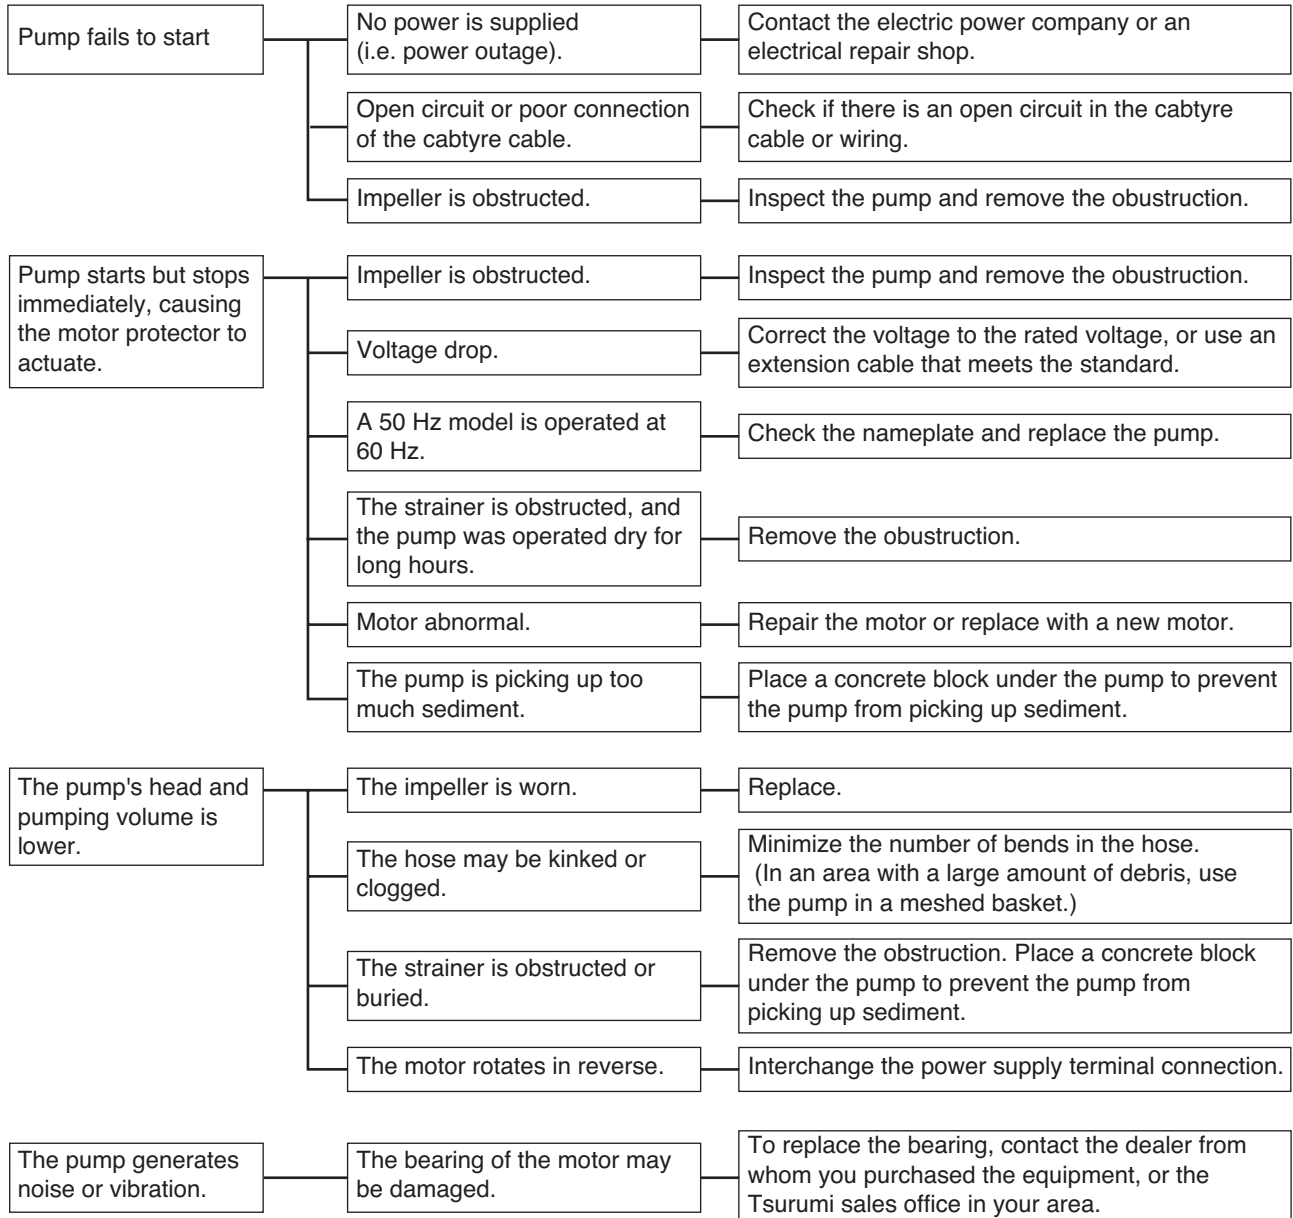 Pump fails to start
No power is supplied
(i.e. power outage).
Contact the electric power company or an
electrical repair shop.
Open circuit or poor connection
of the cabtyre cable.
Check if there is an open circuit in the cabtyre
cable or wiring.
Impeller is obstructed.
Inspect the pump and remove the obustruction.
Pump starts but stops
immediately, causing
the motor protector to
actuate.
Impeller is obstructed.
Inspect the pump and remove the obustruction.
Voltage drop.
Correct the voltage to the rated voltage, or use an
extension cable that meets the standard.
A 50 Hz model is operated at
60 Hz.
Check the nameplate and replace the pump.
The strainer is obstructed, and
the pump was operated dry for
long hours.
Remove the obustruction.
Motor abnormal.
Repair the motor or replace with a new motor.
The pump is picking up too
much sediment.
Place a concrete block under the pump to prevent
the pump from picking up sediment.
The pump's head and
pumping volume is
lower.
The impeller is worn.
Replace.
The hose may be kinked or
clogged.
Minimize the number of bends in the hose.
(In an area with a large amount of debris, use
the pump in a meshed basket.)
The strainer is obstructed or
buried.
Remove the obstruction. Place a concrete block
under the pump to prevent the pump from
picking up sediment.
The motor rotates in reverse.
Interchange the power supply terminal connection.
The pump generates
noise or vibration.
The bearing of the motor may
be damaged.
To replace the bearing, contact the dealer from
whom you purchased the equipment, or the
Tsurumi sales office in your area.